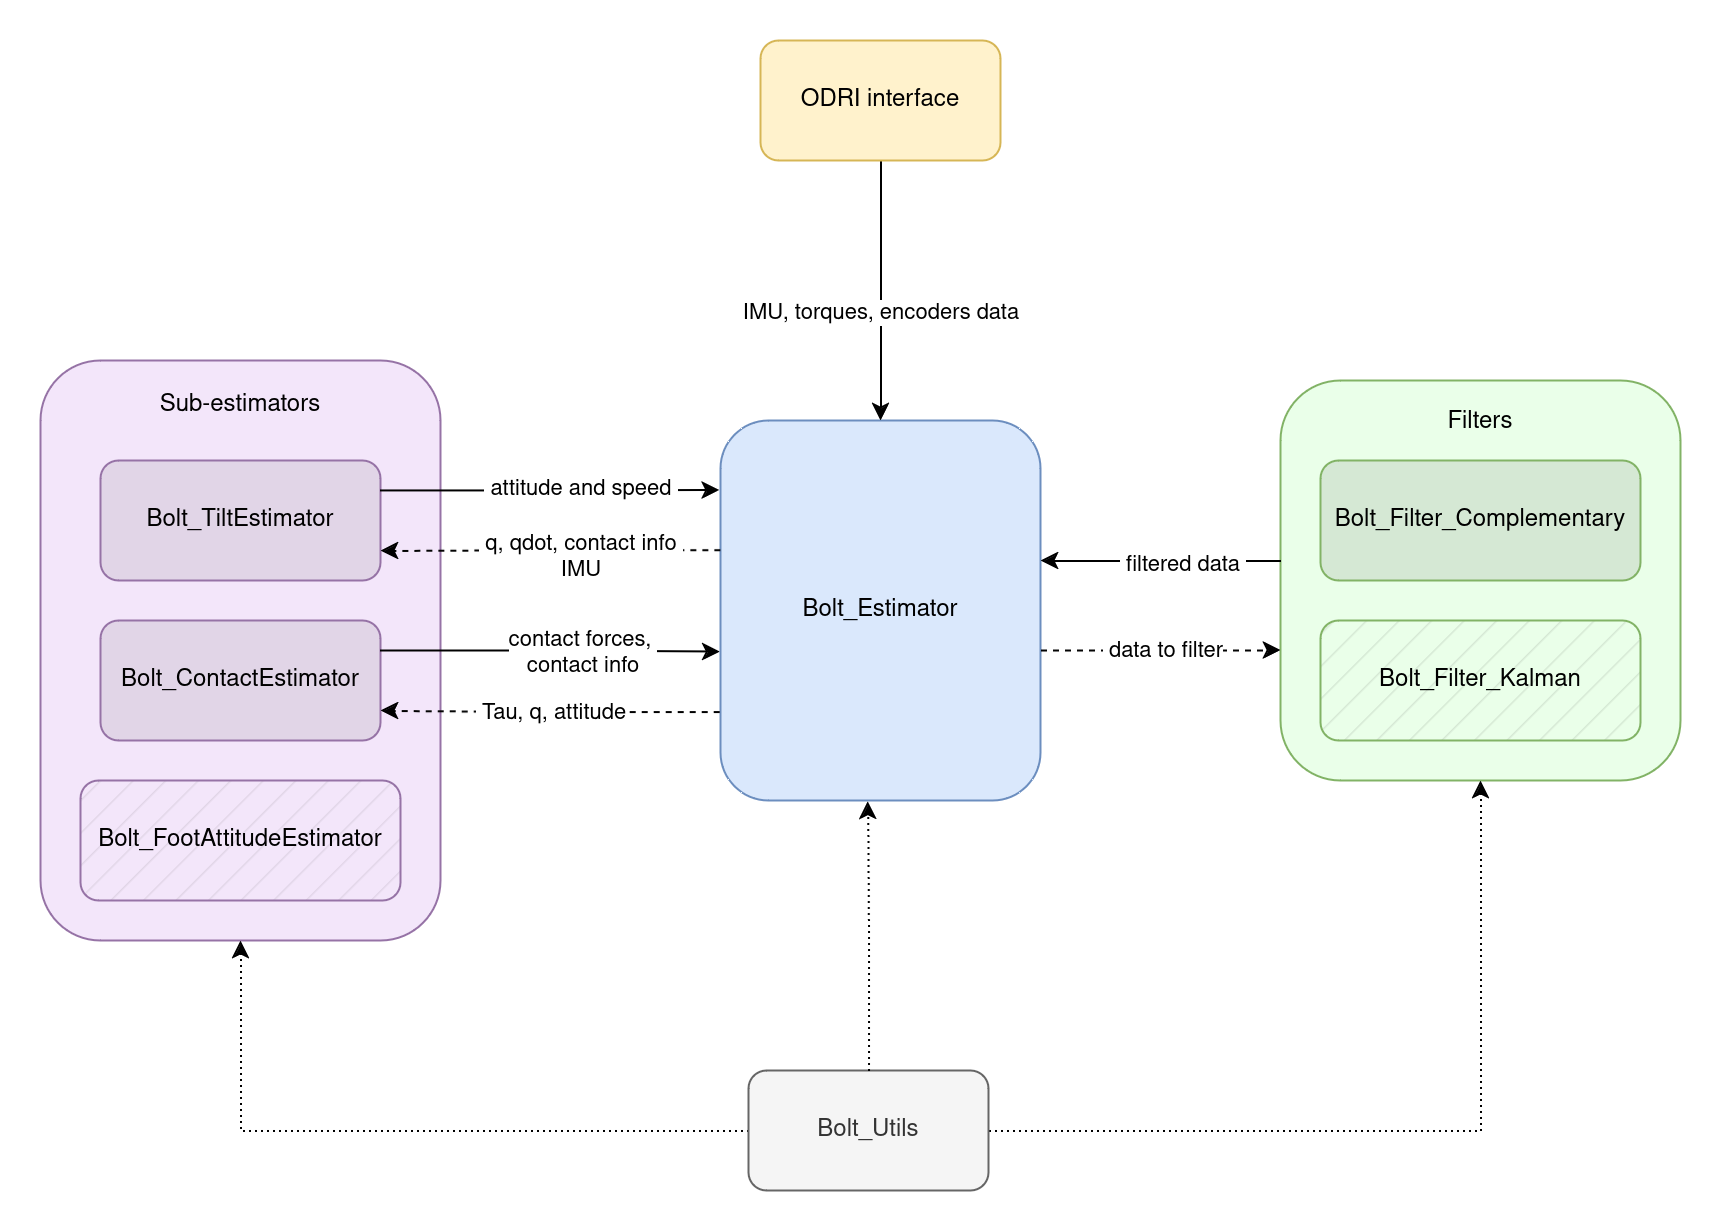 ODRI interface
IMU, torques, encoders data
Sub-estimators
Bolt_TiltEstimator
Bolt_ContactEstimator
Bolt_FootAttitudeEstimator
attitude and speed
q, qdot, contact info
IMU
contact forces,
contact info
Tau, q, attitude
Bolt_Estimator
filtered data
data to filter
Filters
Bolt_Filter_Complementary
Bolt_Filter_Kalman
Bolt_Utils